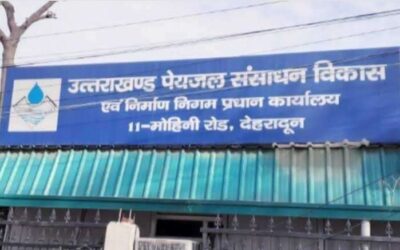 उत्तराखण्ड पेयजल संसाधन विकास
एवं निर्माण निगम प्रधान कार्यालय
11-मोहिनी रोड, देहरादून